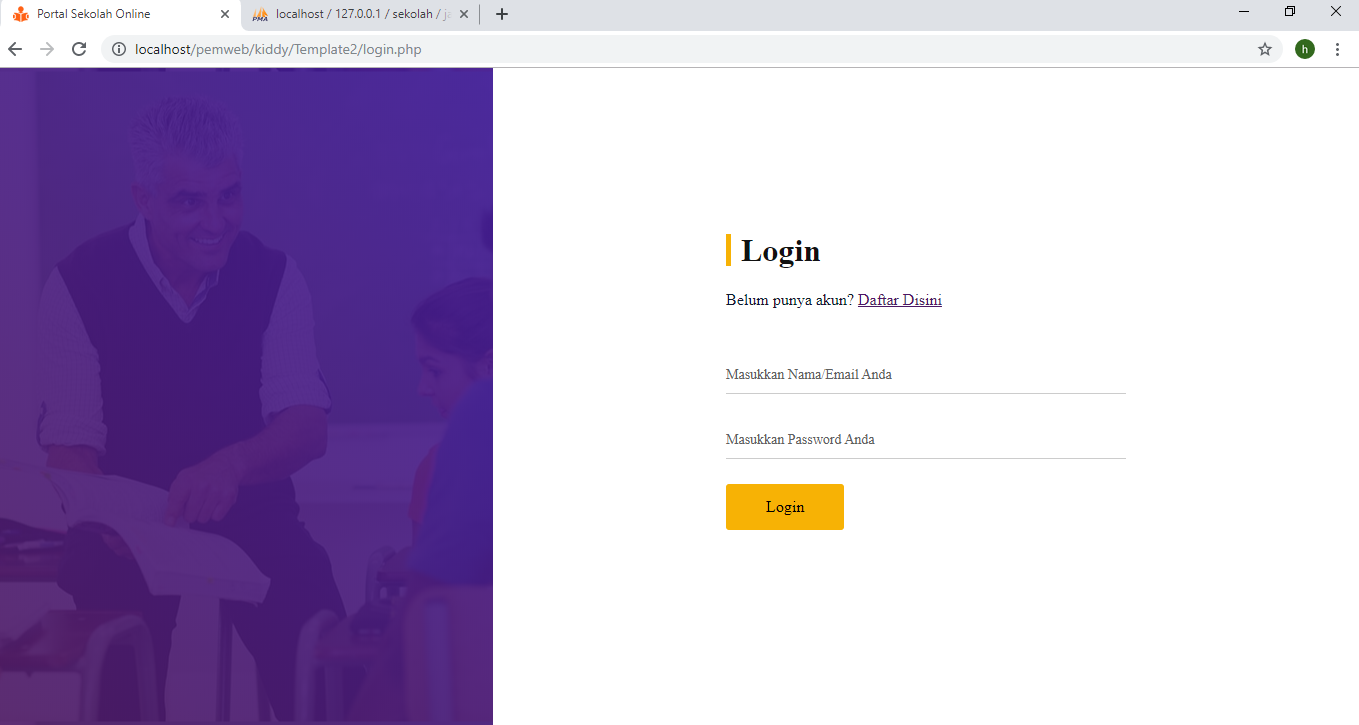 Portal Sekolah Online
localhost / 127.0.0.1 / sekolah /
localhost/pemweb/kiddy/Template2/login.php
h
Login
Belum punya akun? Daftar Disini
Masukkan Nama/Email Anda
Masukkan Password Anda
Login